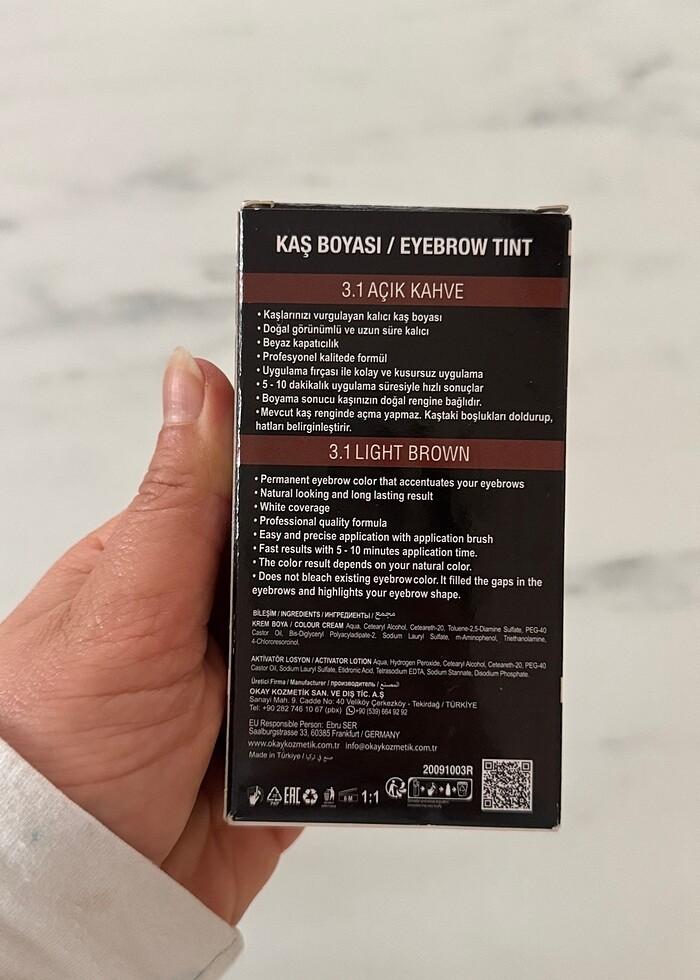 KAŞ BOYASI / EYEBROW TINT
3.1 AÇIK KAHVE
• Kaşlarınızı vurgulayan kalıcı kaş boyası
• Doğal görünümlü ve uzun süre kalıcı
• Beyaz kapatıcılık
• Profesyonel kalitede formül
• Uygulama fırçası ile kolay ve kusursuz uygulama
• 5 - 10 dakikalık uygulama süresiyle hızlı sonuçlar
• Boyama sonucu kaşınızın doğal rengine bağlıdır.
•Mevcut kaş renginde açma yapmaz. Kaştaki boşlukları doldurup,
hatları belirginleştirir.
3.1 LIGHT BROWN
• Permanent eyebrow color that accentuates your eyebrows
• Natural looking and long lasting result
• White coverage
• Professional quality formula
• Easy and precise application with application brush
• Fast results with 5 - 10 minutes application time.
• The color result depends on your natural color.
• Does not bleach existing eyebrow color. It filled the gaps in the
eyebrows and highlights your eyebrow shape.
BİLEŞİM / INGREDIENTS / ИНГРЕДИЕНТЫ /
KREM BOYA / COLOUR CREAM Aqua, Cetearyl Alcohol, Ceteareth-20, Toluene-2,5-Diamine Sulfate, PEG-40
Castor Oil, Bis-Diglyceryl Polyacyladipate-2, Sodium Lauryl Sulfate, m-Aminophenol, Triethanolamine,
4-Chlororesorcinol.
AKTİVATÖR LOSYON / ACTIVATOR LOTION Aqua, Hydrogen Peroxide, Cetearyl Alcohol, Ceteareth-20, PEG-40
Castor Oil, Sodium Lauryl Sulfate, Etidronic Acid, Tetrasodium EDTA, Sodium Stannate, Disodium Phosphate.
Üretici Firma / Manufacturer / производитель / المصنع
OKAY KOZMETİK SAN. VE DIŞ TİC. A.Ş
Sanayi Mah. 9. Cadde No: 40 Veliköy Çerkezköy - Tekirdağ / TÜRKİYE
Tel: +90 282 746 10 67 (pbx) +90 (539) 664 92 92
EU Responsible Person: Ebru SER
Saalburgstrasse 33, 60385 Frankfurt / GERMANY
www.okaykozmetik.com.tr info@okaykozmetik.com.tr
Made in Türkiye / صنع في تركيا
20091003R
PAP EAC 6 M 1:1